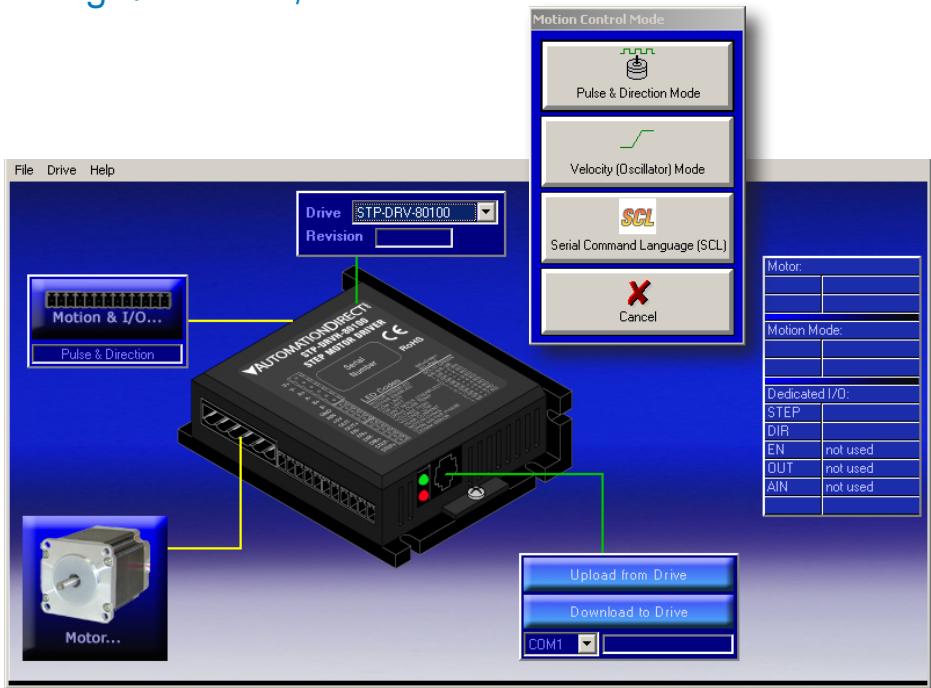 Motion Control Mode
Pulse & Direction Mode
Velocity (Oscillator) Mode
SCL
Serial Command Language (SCL)
Cancel
File Drive Help
Drive STP-DRV-80100
Revision
Motion & I/O...
Pulse & Direction
AUTOMATIONDIRECT
STP-DRVH-80100
STEP MOTOR DRIVER
CE
RoHS
Serial
Number
LED Codes
Motor:
Motion Mode:
Dedicated I/O:
STEP
DIR
EN not used
OUT not used
AIN not used
Upload from Drive
Download to Drive
COM1
Motor...